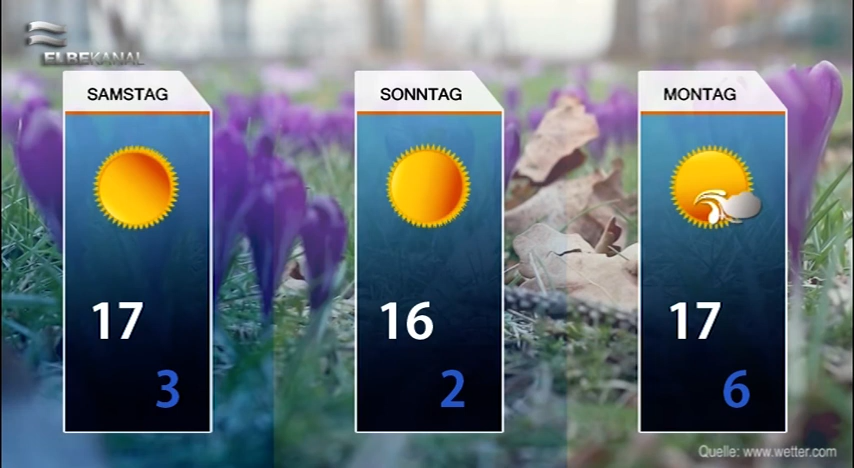 ELBEKANAL
SAMSTAG
SONNTAG
MONTAG
17
16
17
3
2
6
Quelle: www.wetter.com